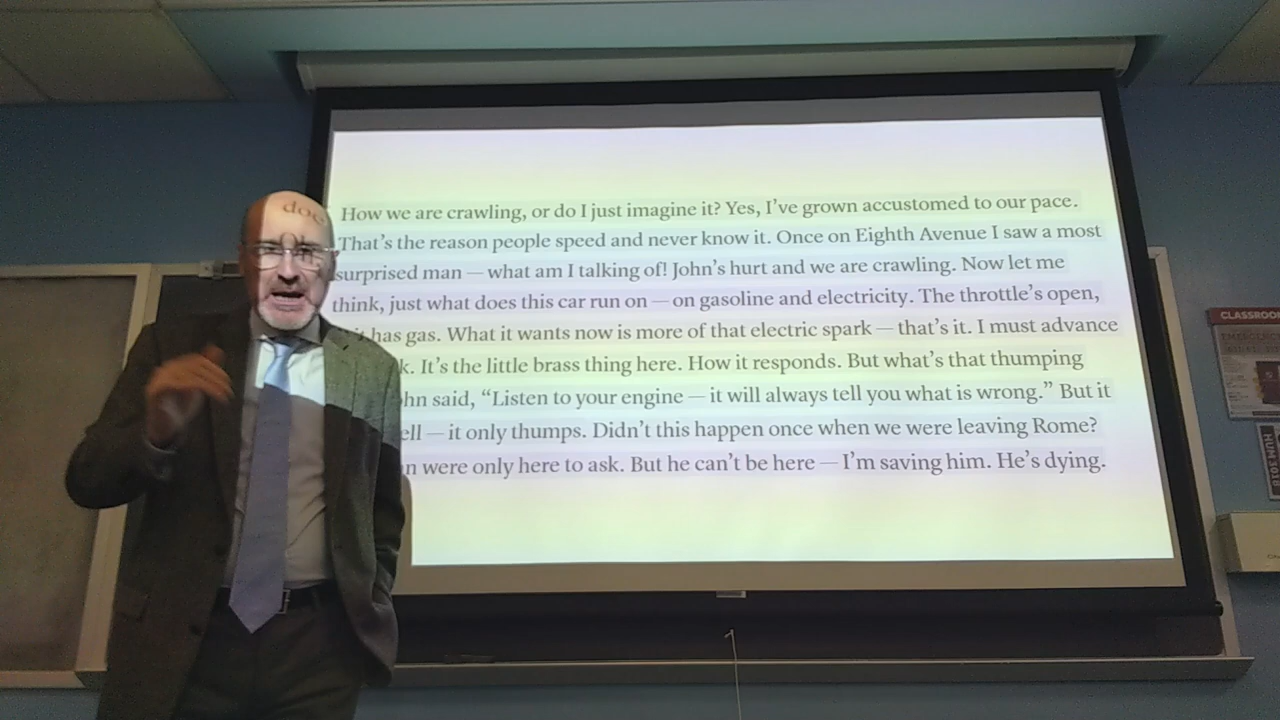 doc
How we are crawling, or do I just imagine it? Yes, I've grown accustomed to our pace.
That's the reason people speed and never know it. Once on Eighth Avenue I saw a most
surprised man — what am I talking of! John's hurt and we are crawling. Now let me
think, just what does this car run on — on gasoline and electricity. The throttle's open,
it has gas. What it wants now is more of that electric spark — that's it. I must advance
k. It's the little brass thing here. How it responds. But what's that thumping
hn said, “Listen to your engine — it will always tell you what is wrong.” But it
ell — it only thumps. Didn't this happen once when we were leaving Rome?
n were only here to ask. But he can't be here — I'm saving him. He's dying.
CLASSROOM
EMERGENCY
HUM 3018